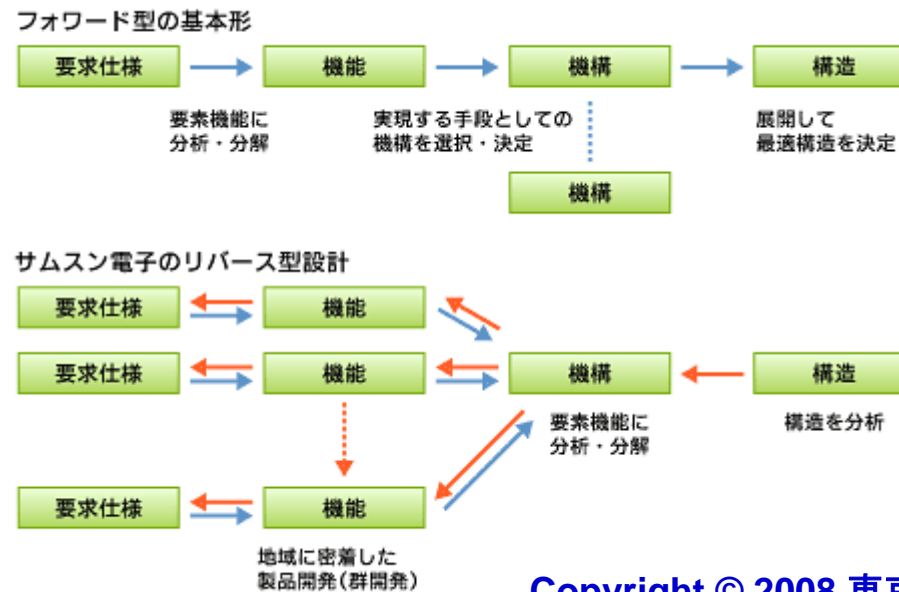 フォワード型の基本形
要求仕様 機能 機構 構造
要素機能に 実現する手段としての 展開して
分析・分解 機構を選択・決定 最適構造を決定
機構
サムスン電子のリバース型設計
要求仕様 機能
要求仕様 機能 機構 構造
要素機能に 構造を分析
分析・分解
要求仕様 機能
地域に密着した
製品開発(群開発)
Copyright © 2008 東